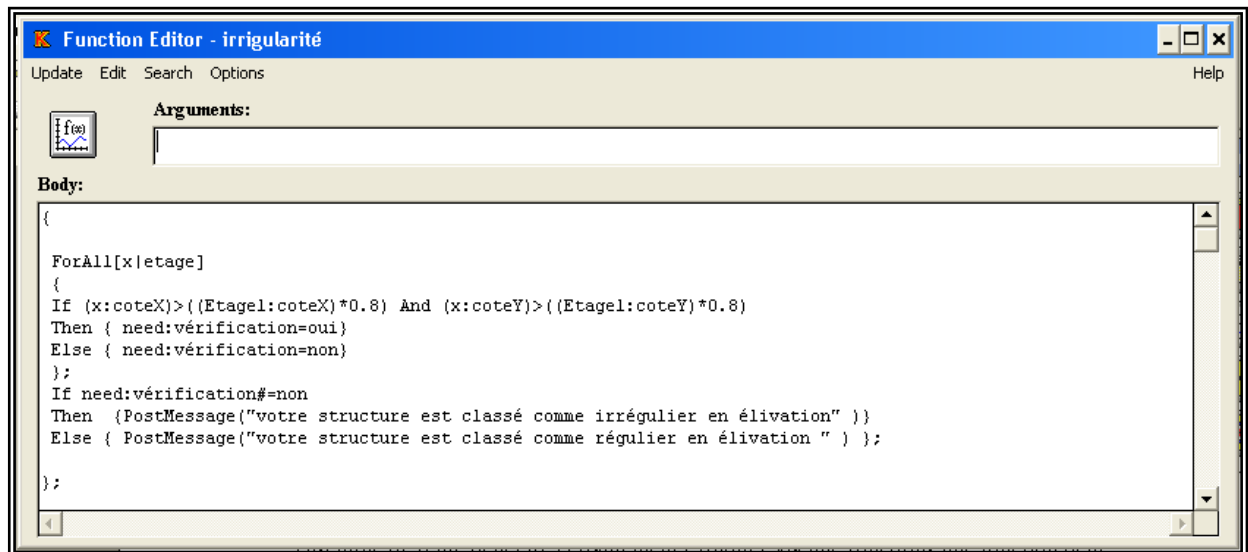 K Function Editor - irrigularité
Update Edit Search Options Help
f(x)
Arguments:
Body:
{
ForAll[x|etage]
{
If (x:coteX)>((Etage1:coteX)*0.8) And (x:coteY)>((Etage1:coteY)*0.8)
Then { need:vérification=oui}
Else { need:vérification=non}
};
If need:vérification#=non
Then {PostMessage("votre structure est classé comme irrégulier en élivation" )}
Else { PostMessage("votre structure est classé comme régulier en élivation " ) };
};